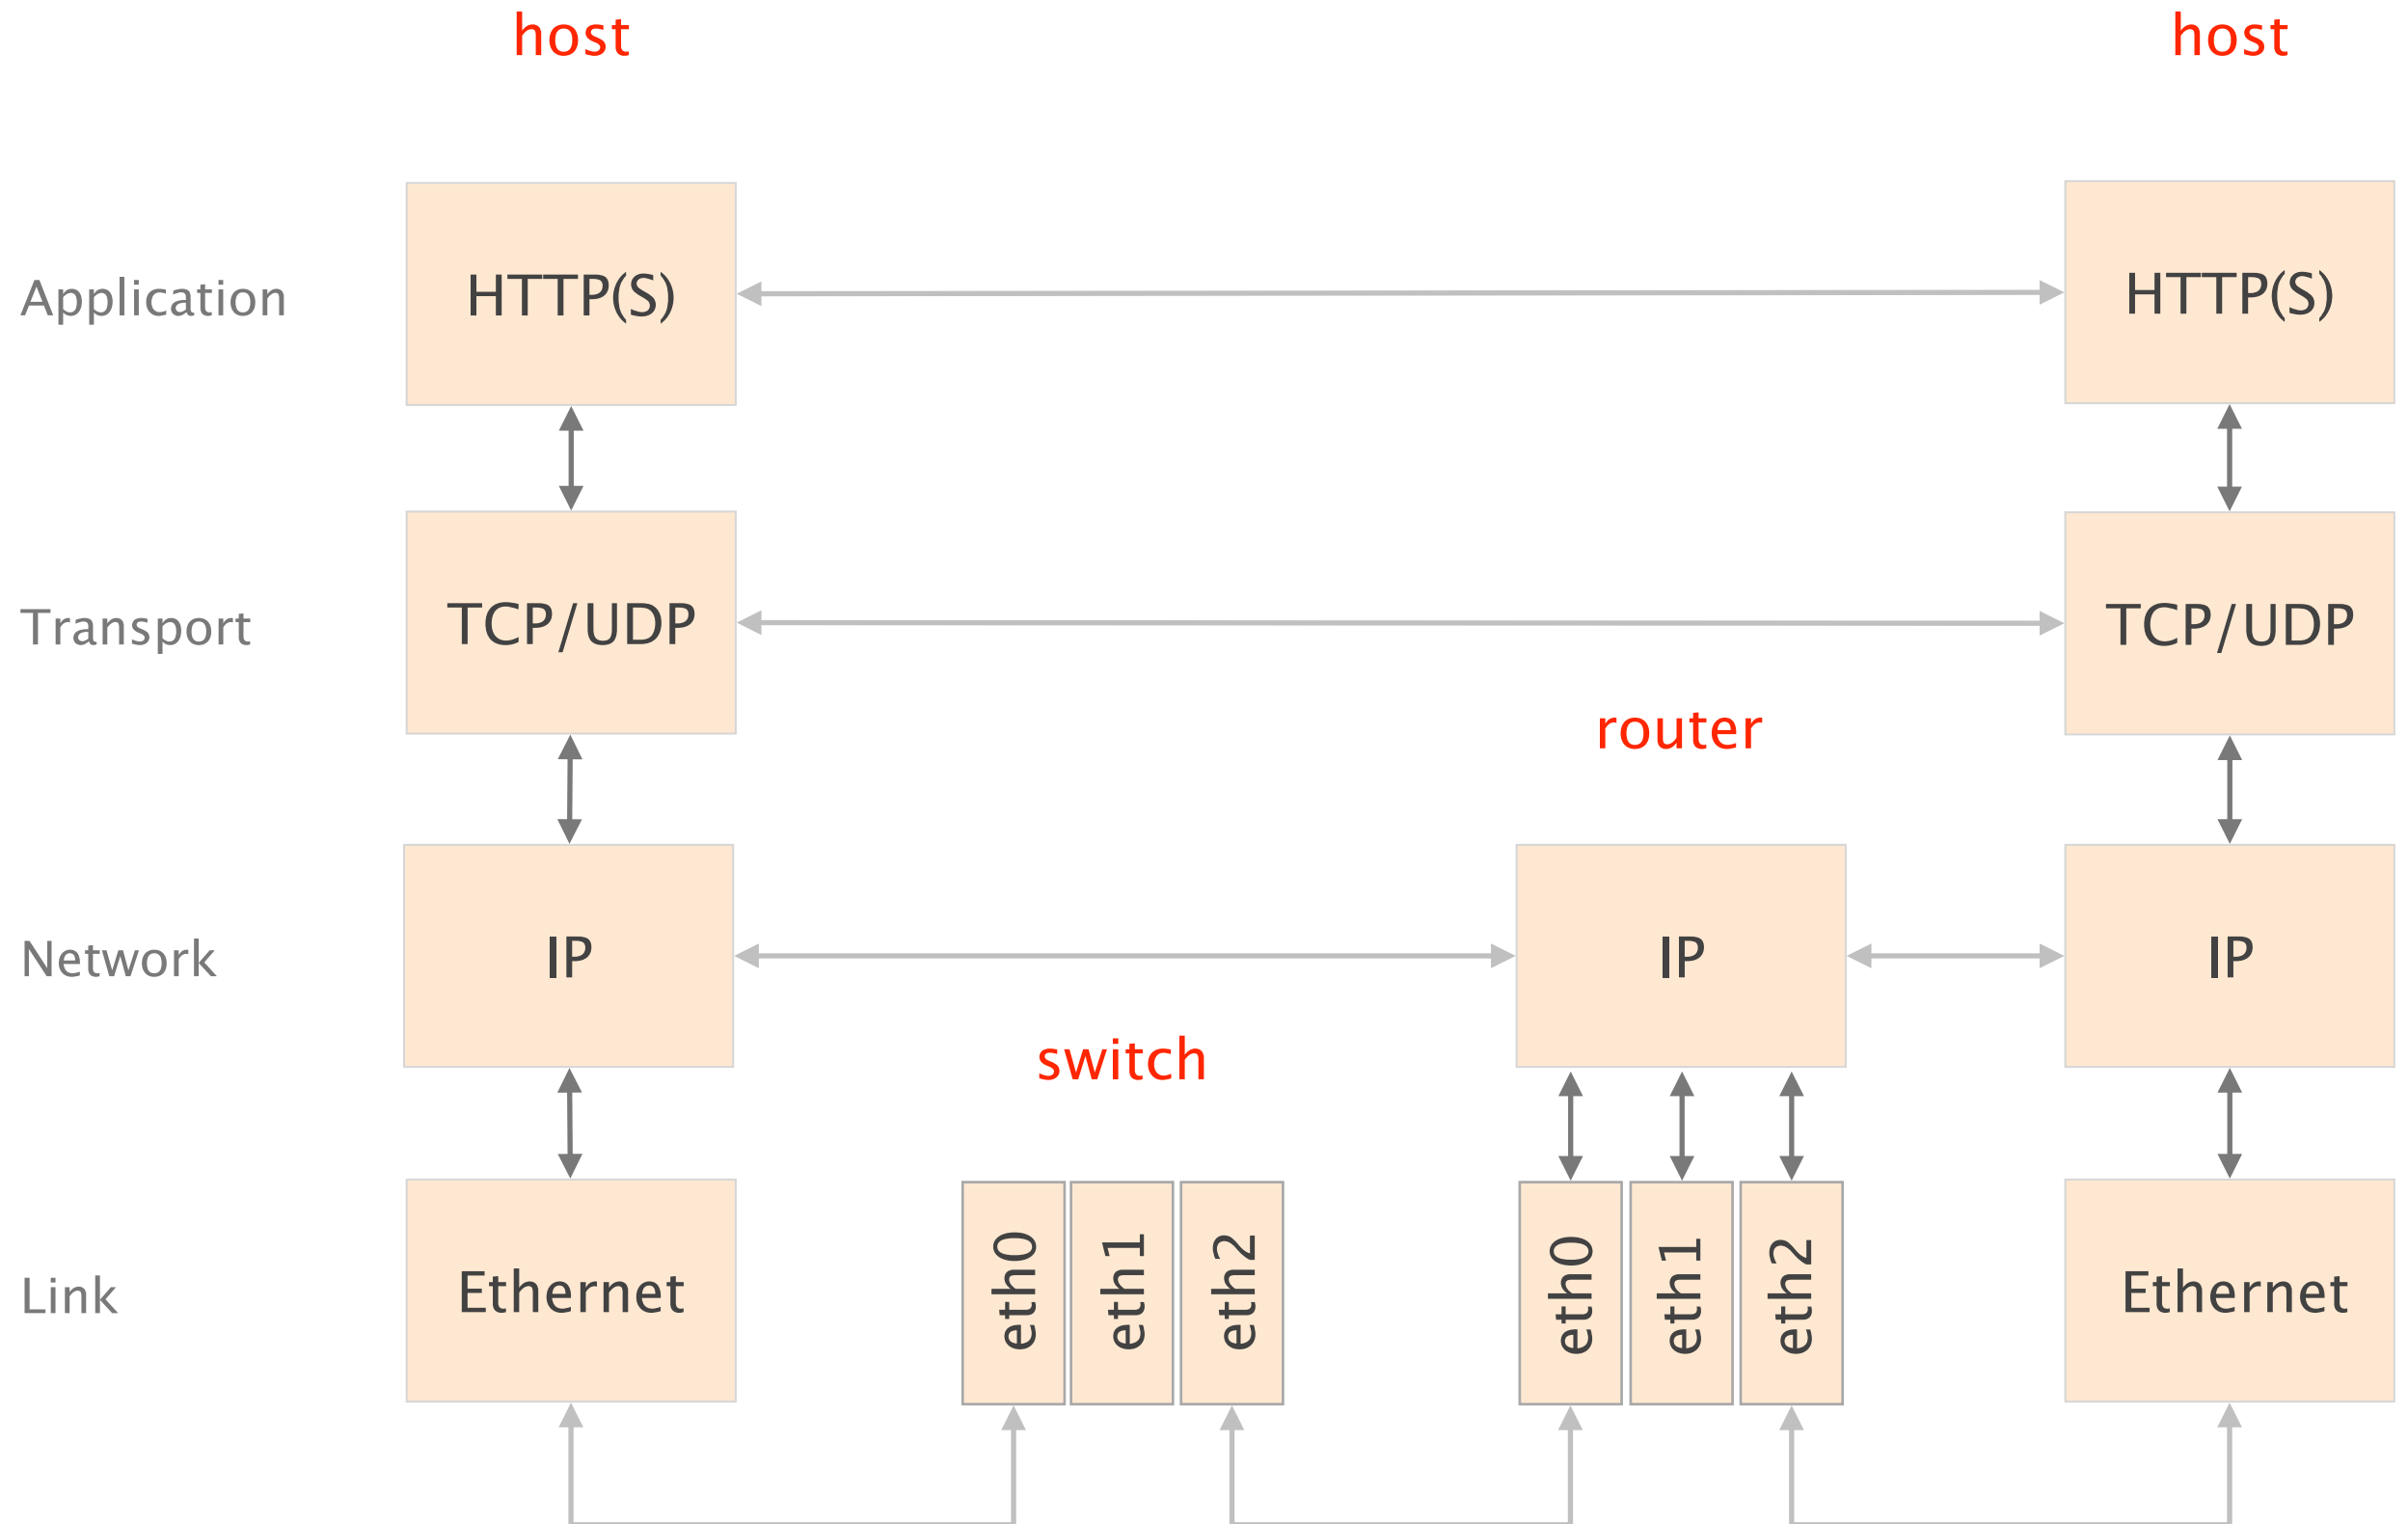 host
host
Application
HTTP(S)
HTTP(S)
Transport
TCP/UDP
TCP/UDP
router
Network
IP
IP
IP
switch
Link
Ethernet
eth0
eth1
eth2
eth0
eth1
eth2
Ethernet